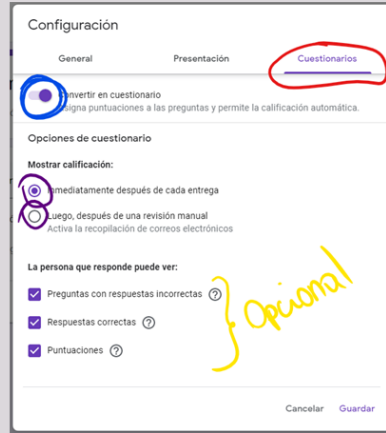 Configuración
General Presentación Cuestionarios
Convertir en cuestionario
signa puntuaciones a las preguntas y permite la calificación automática.
Opciones de cuestionario
Mostrar calificación:
Inmediatamente después de cada entrega
Luego, después de una revisión manual
Activa la recopilación de correos electrónicos
La persona que responde puede ver:
Preguntas con respuestas incorrectas
Respuestas correctas
Puntuaciones
Opcional
Cancelar Guardar